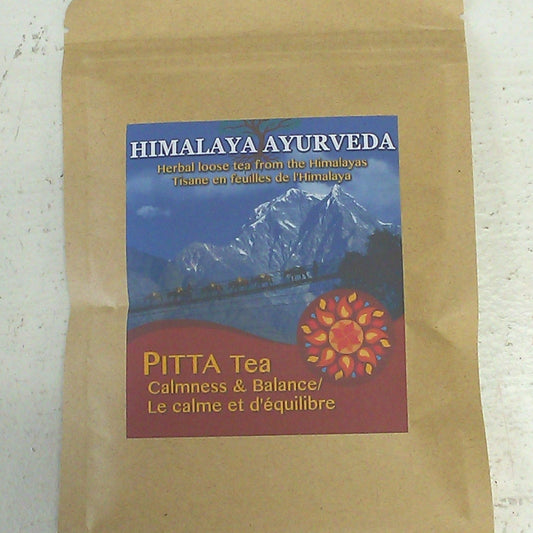 HIMALAYA AYURVEDA
Herbal loose tea from the Himalayas
Tisane en feuilles de l'Himalaya
PITTA Tea
Calmness & Balance/
Le calme et d'équilibre